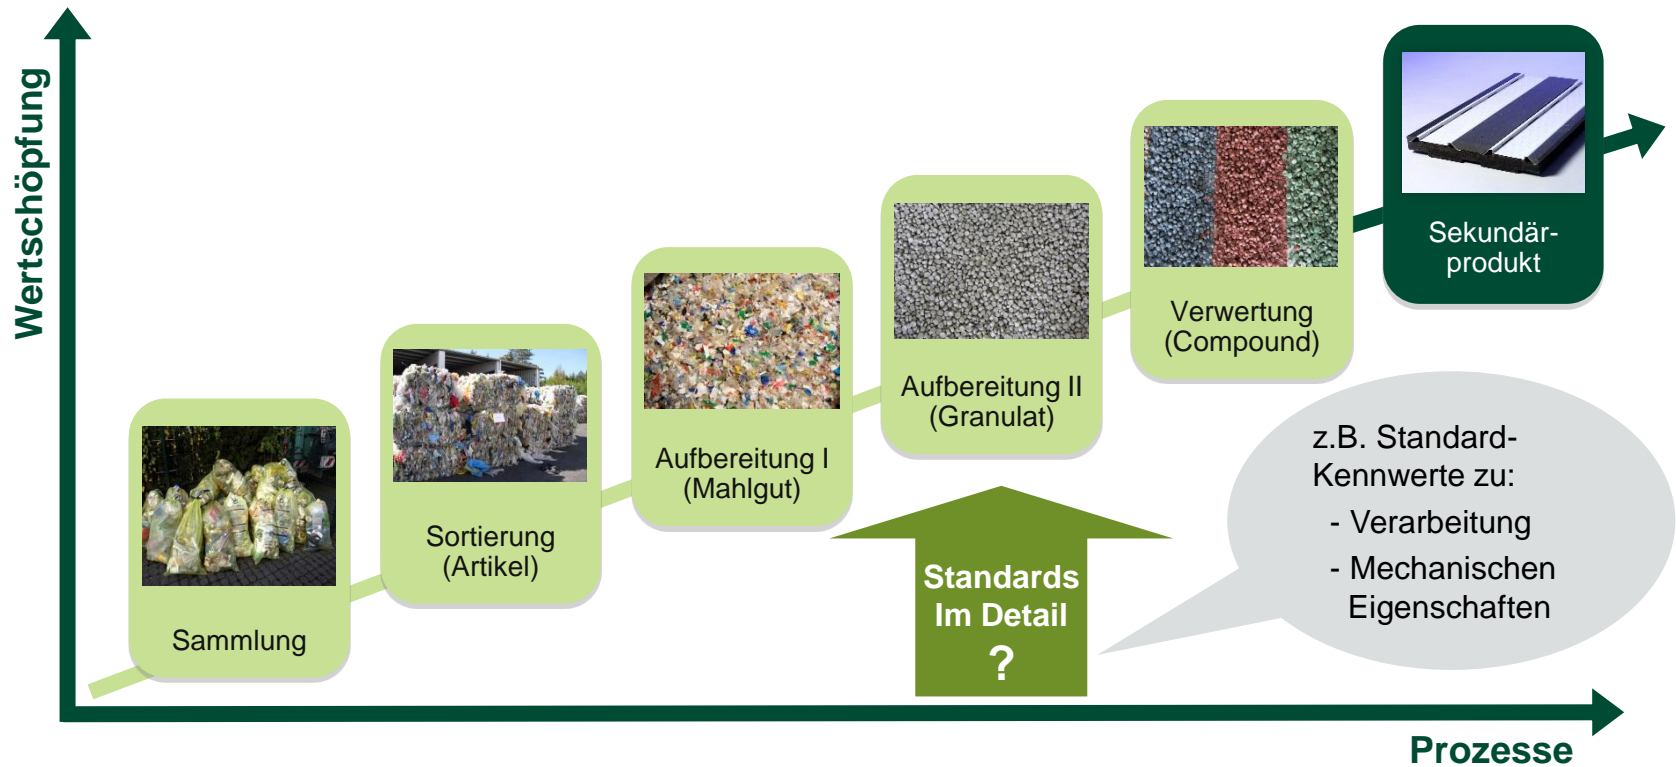 Wertschöpfung
Sammlung
Sortierung
(Artikel)
Aufbereitung I
(Mahlgut)
Aufbereitung II
(Granulat)
Verwertung
(Compound)
Sekundär-
produkt
Standards
Im Detail
?
z.B. Standard-
Kennwerte zu:
- Verarbeitung
- Mechanischen
Eigenschaften
Prozesse